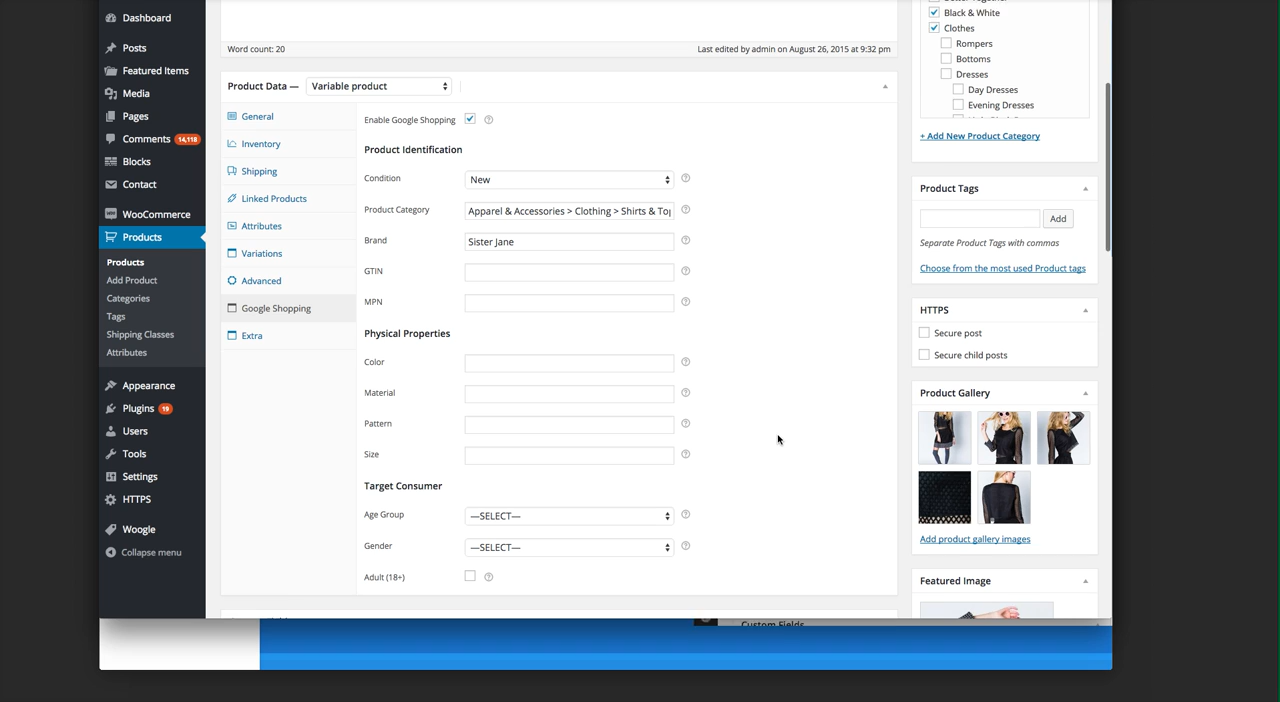 Dashboard
Posts
Featured Items
Media
Pages
Comments 14,118
Blocks
Contact
WooCommerce
Products
Products
Add Product
Categories
Tags
Shipping Classes
Attributes
Appearance
Plugins 19
Users
Tools
Settings
HTTPS
Woogle
Collapse menu
Word count: 20
Last edited by admin on August 26, 2015 at 9:32 pm
Product Data — Variable product
General
Inventory
Shipping
Linked Products
Attributes
Variations
Advanced
Google Shopping
Extra
Enable Google Shopping
Product Identification
Condition New
Product Category Apparel & Accessories > Clothing > Shirts & Top
Brand Sister Jane
GTIN
MPN
Physical Properties
Color
Material
Pattern
Size
Target Consumer
Age Group —SELECT—
Gender —SELECT—
Adult (18+)
Black & White
Clothes
Rompers
Bottoms
Dresses
Day Dresses
Evening Dresses
+ Add New Product Category
Product Tags
Add
Separate Product Tags with commas
Choose from the most used Product tags
HTTPS
Secure post
Secure child posts
Product Gallery
Add product gallery images
Featured Image
Custom Fields